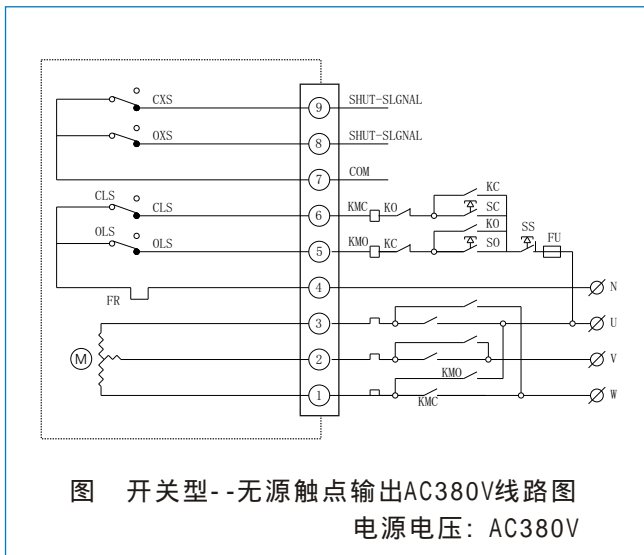 CXS 9 SHUT-SLGNAL
OXS 8 SHUT-SLGNAL
7 COM
KC
CLS CLS 6 KMC KO SC
KO SS
OLS OLS 5 KMO KC SO FU
FR 4 N
3 U
M 2 V
KMO
1 KMC W
图 开关型--无源触点输出AC380V线路图
电源电压: AC380V